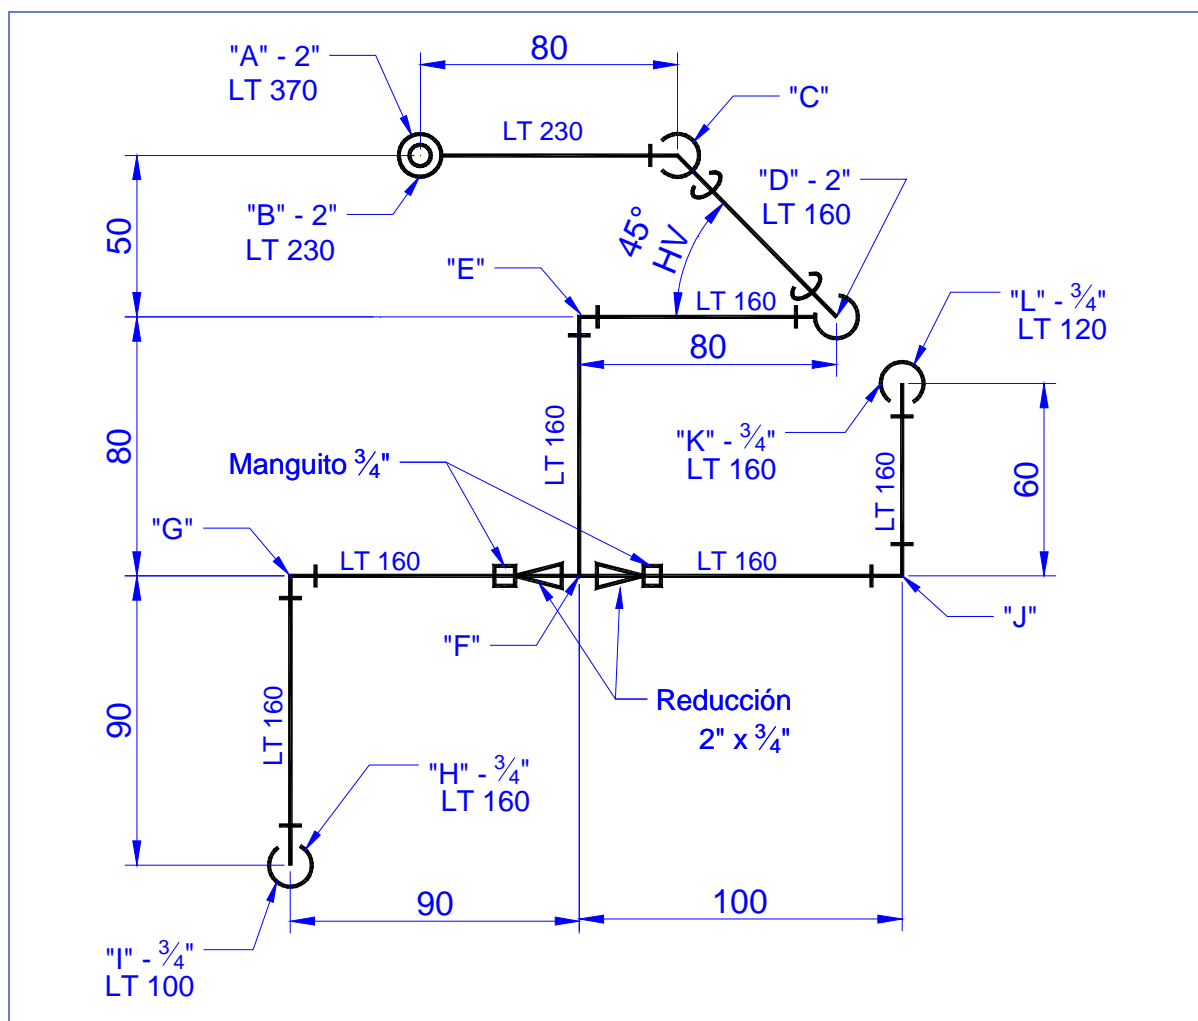 80
"A" - 2"
LT 370
"C"
LT 230
"D" - 2"
LT 160
"B" - 2"
LT 230
50
45°
HV
"E"
LT 160
"L" - ¾"
LT 120
80
"K" - ¾"
LT 160
80
LT 160
LT 160
60
Manguito ¾"
"G"
LT 160
LT 160
"F"
"J"
Reducción
2" x ¾"
90
LT 160
"H" - ¾"
LT 160
90
100
"I" - ¾"
LT 100